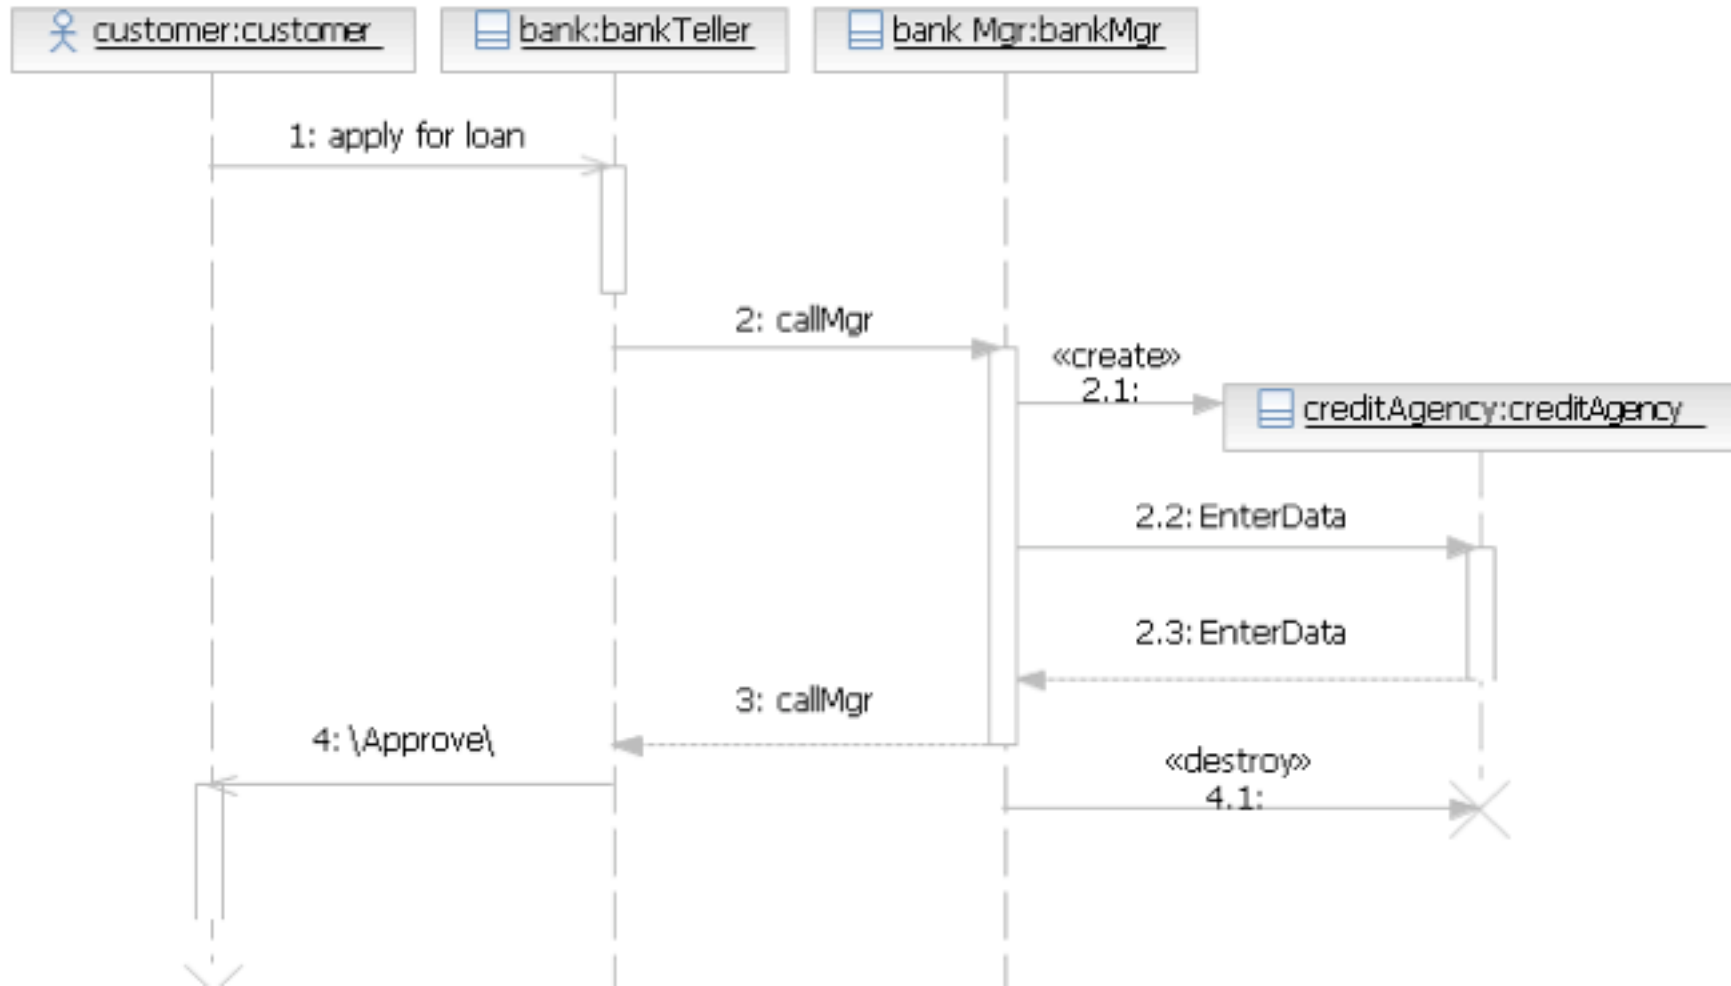 customer:customer
bank:bankTeller
bank Mgr:bankMgr
1: apply for loan
2: callMgr
«create»
2.1:
creditAgency:creditAgency
2.2: EnterData
2.3: EnterData
3: callMgr
4: \Approve\
«destroy»
4.1: